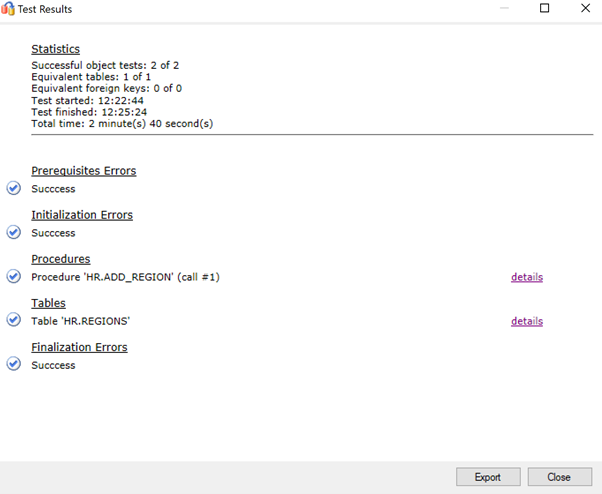 Test Results
Statistics
Successful object tests: 2 of 2
Equivalent tables: 1 of 1
Equivalent foreign keys: 0 of 0
Test started: 12:22:44
Test finished: 12:25:24
Total time: 2 minute(s) 40 second(s)
Prerequisites Errors
Succcess
Initialization Errors
Succcess
Procedures
Procedure 'HR.ADD_REGION' (call #1) details
Tables
Table 'HR.REGIONS' details
Finalization Errors
Succcess
Export Close